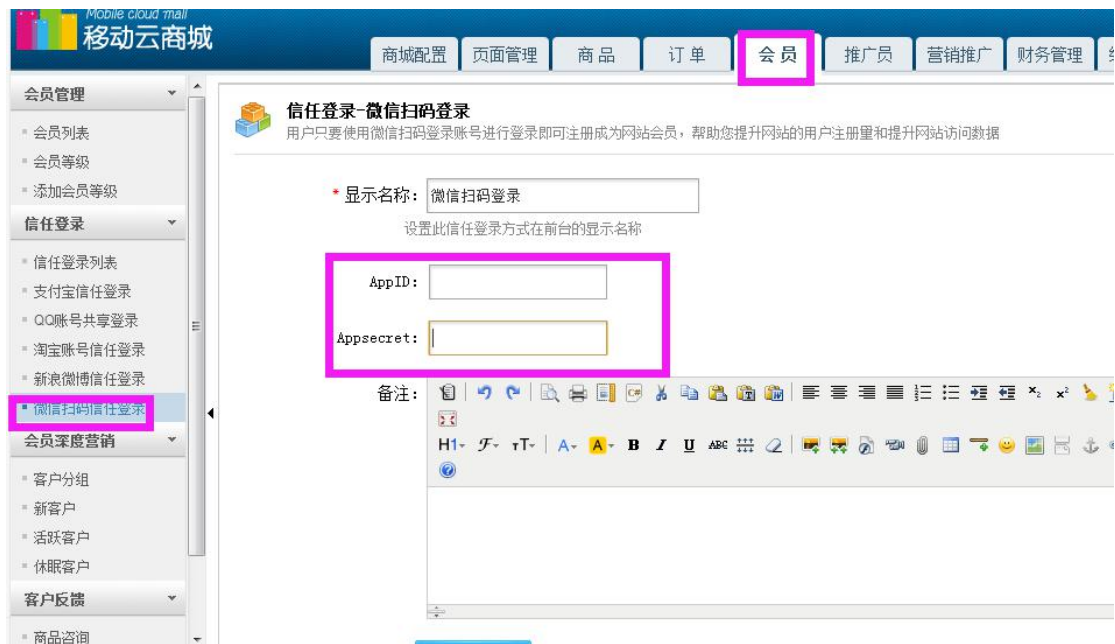 Mobile cloud mall
移动云商城
商城配置
页面管理
商品
订单
会员
推广员
营销推广
财务管理
会员管理
会员列表
会员等级
添加会员等级
信任登录
信任登录列表
支付宝信任登录
QQ账号共享登录
淘宝账号信任登录
新浪微博信任登录
微信扫码信任登录
会员深度营销
客户分组
新客户
活跃客户
休眠客户
客户反馈
商品咨询
信任登录-微信扫码登录
用户只要使用微信扫码登录账号进行登录即可注册成为网站会员，帮助您提升网站的用户注册量和提升网站访问数据
* 显示名称：
微信扫码登录
设置此信任登录方式在前台的显示名称
AppID:
Appsecret:
备注：
H1 F тT A A B I U ABC